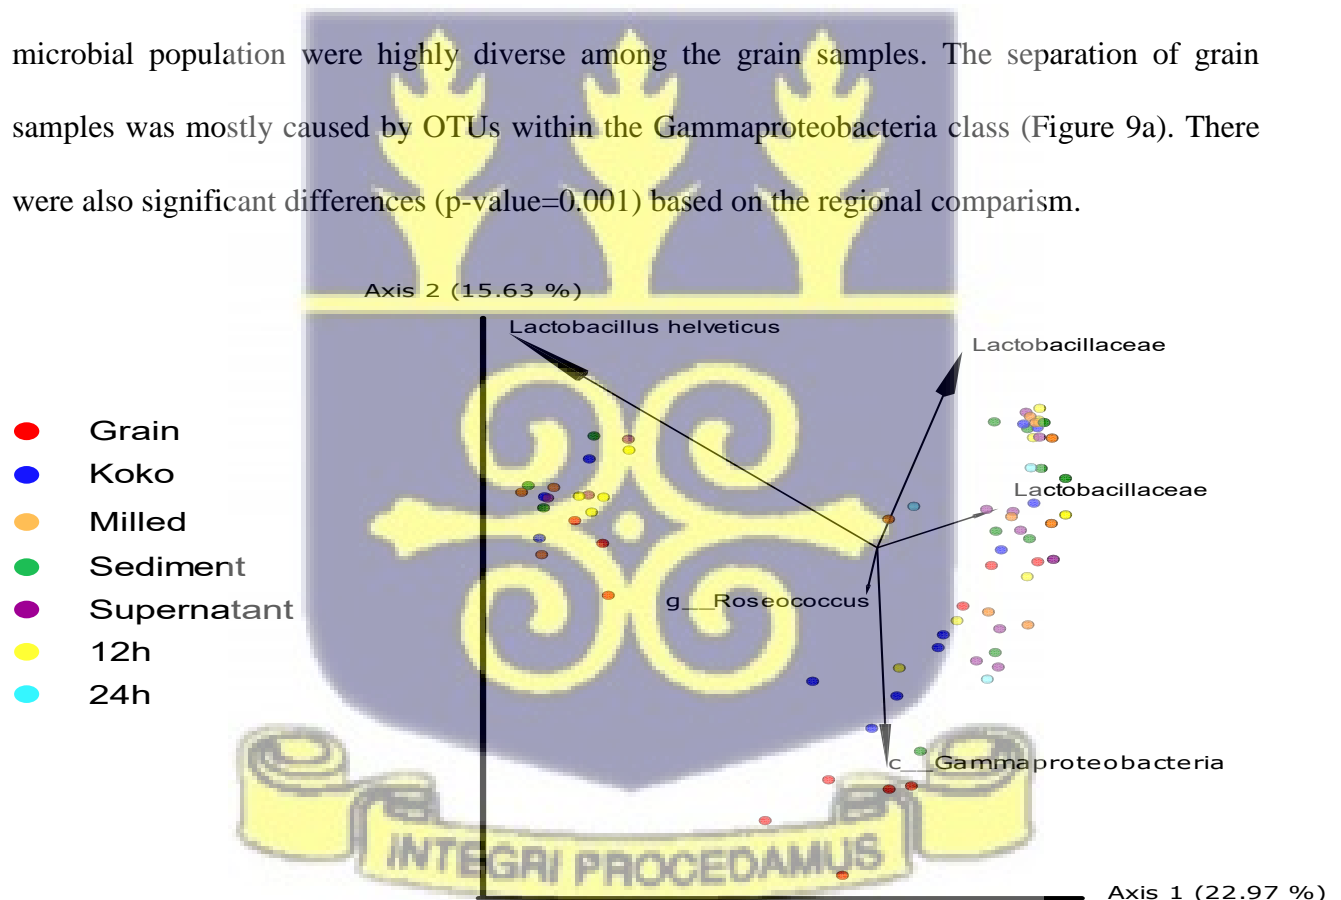 microbial population were highly diverse among the grain samples. The separation of grain
samples was mostly caused by OTUs within the Gammaproteobacteria class (Figure 9a). There
were also significant differences (p-value=0.001) based on the regional comparism.
Axis 2 (15.63 %)
Lactobacillus helveticus
Lactobacillaceae
Grain
Koko
Milled
Sediment
Supernatant
12h
24h
Lactobacillaceae
g__Roseococcus
c__Gammaproteobacteria
INTEGRI PROCEDAMUS
Axis 1 (22.97 %)